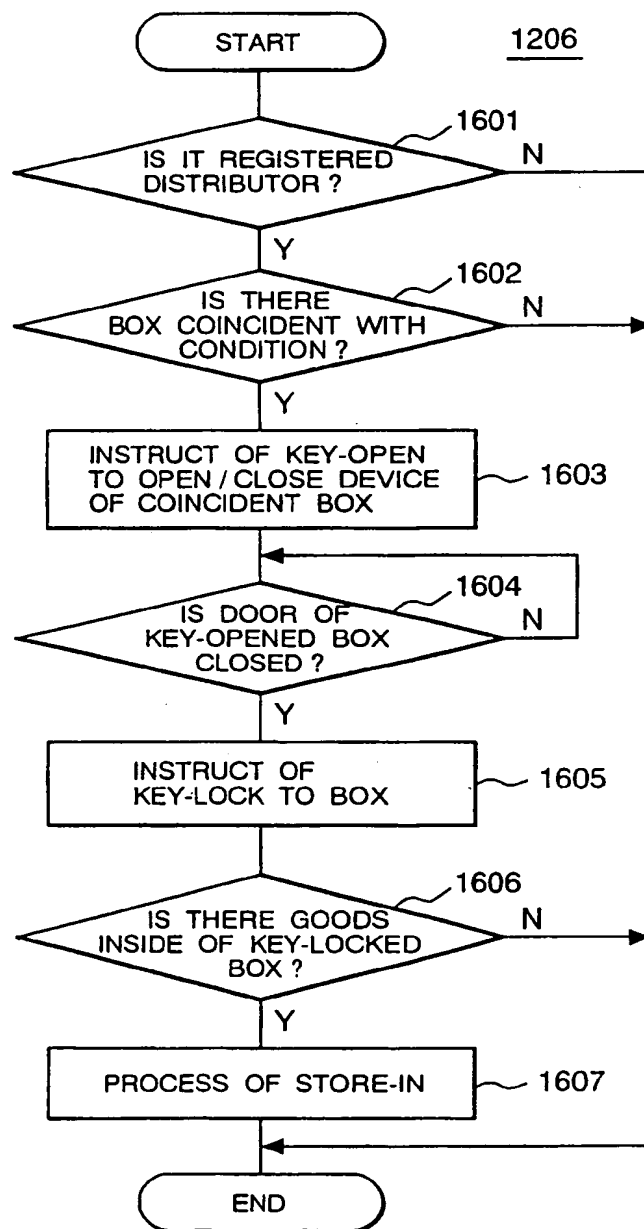 START
1206
1601
IS IT REGISTERED
DISTRIBUTOR ?
N
Y
1602
IS THERE
BOX COINCIDENT WITH
CONDITION ?
N
Y
INSTRUCT OF KEY-OPEN
TO OPEN / CLOSE DEVICE
OF COINCIDENT BOX
1603
1604
IS DOOR OF
KEY-OPENED BOX
CLOSED ?
N
Y
INSTRUCT OF
KEY-LOCK TO BOX
1605
1606
IS THERE GOODS
INSIDE OF KEY-LOCKED
BOX ?
N
Y
PROCESS OF STORE-IN
1607
END